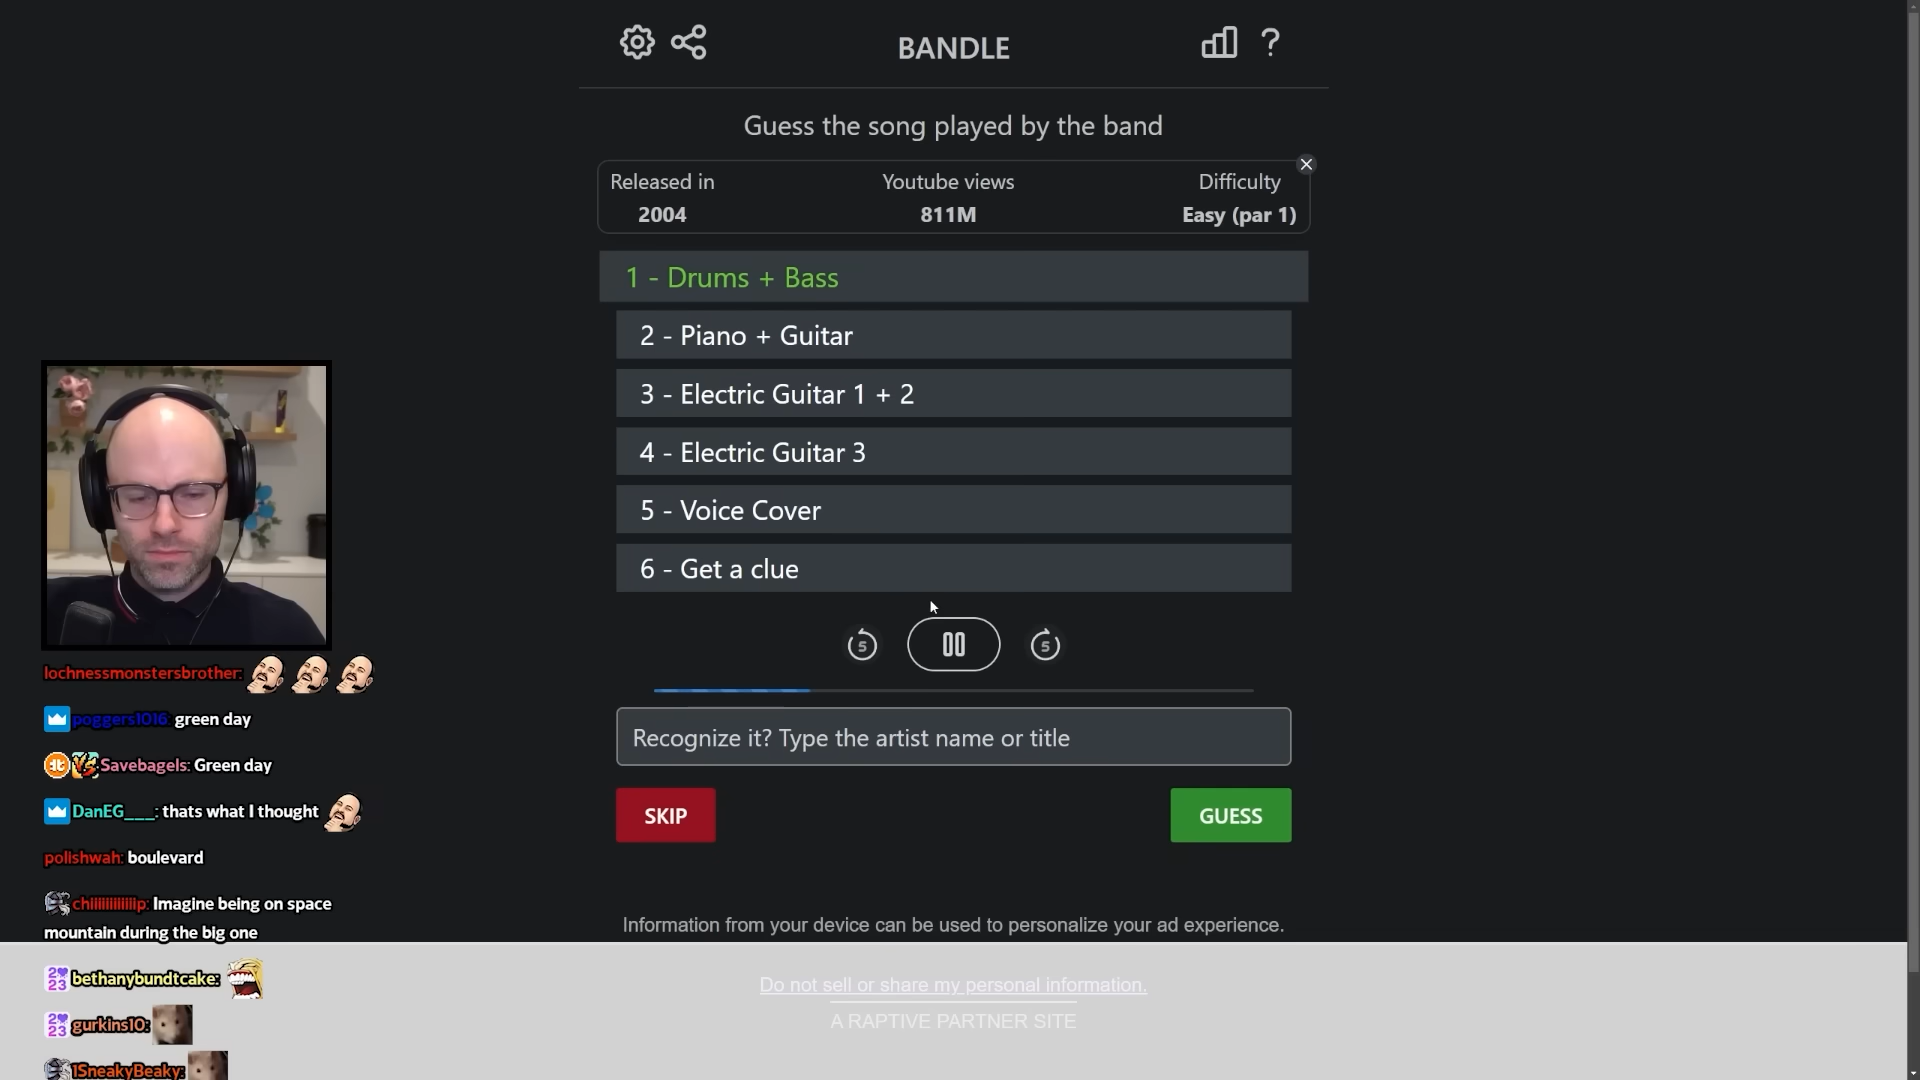 BANDLE
?
Guess the song played by the band
Released in
2004
Youtube views
811M
Difficulty
Easy (par 1)
1 - Drums + Bass
2 - Piano + Guitar
3 - Electric Guitar 1 + 2
4 - Electric Guitar 3
5 - Voice Cover
6 - Get a clue
5
5
Recognize it? Type the artist name or title
SKIP
GUESS
Information from your device can be used to personalize your ad experience.
Do not sell or share my personal information.
A RAPTIVE PARTNER SITE
lochnessmonstersbrother:
poggers1016: green day
Savebagels: Green day
DanEG___: thats what I thought
polishwah: boulevard
Imagine being on space
mountain during the big one
bethanybundtcake:
gurkins10:
1SneakyBeaky: